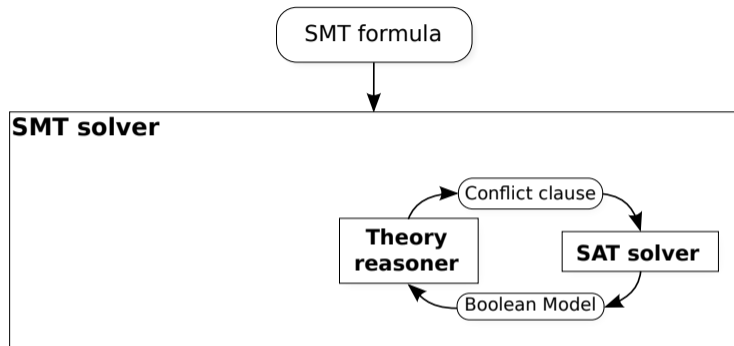 SMT formula
SMT solver
Conflict clause
Theory
reasoner
SAT solver
Boolean Model